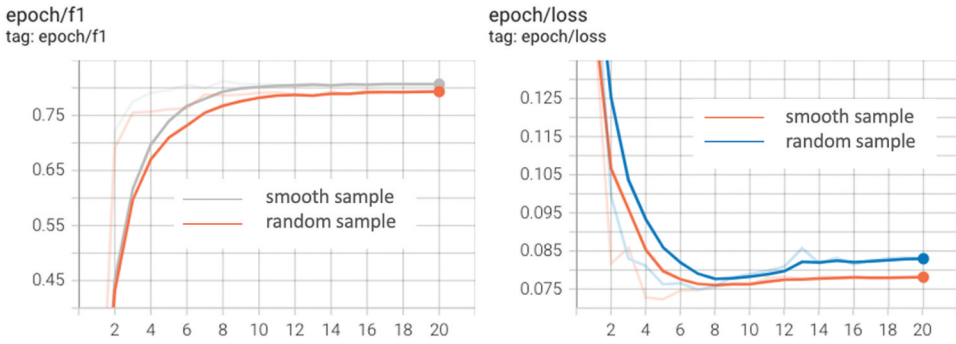 epoch/f1
tag: epoch/f1
0.75
0.65
0.55
0.45
smooth sample
random sample
2 4 6 8 10 12 14 16 18 20
epoch/loss
tag: epoch/loss
0.125
0.115
0.105
0.095
0.085
0.075
smooth sample
random sample
2 4 6 8 10 12 14 16 18 20